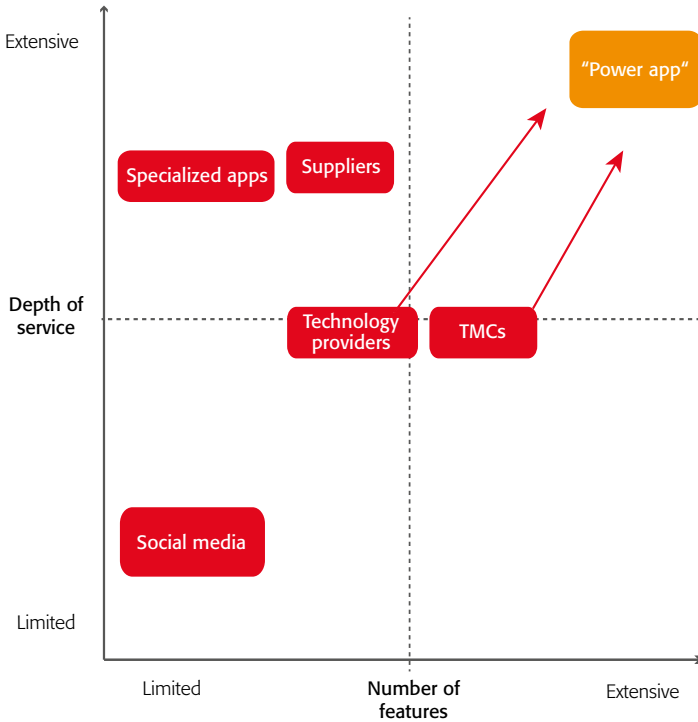 Extensive
“Power app“
Specialized apps
Suppliers
Depth of
service
Technology
providers
TMCs
Social media
Limited
Limited
Number of
features
Extensive